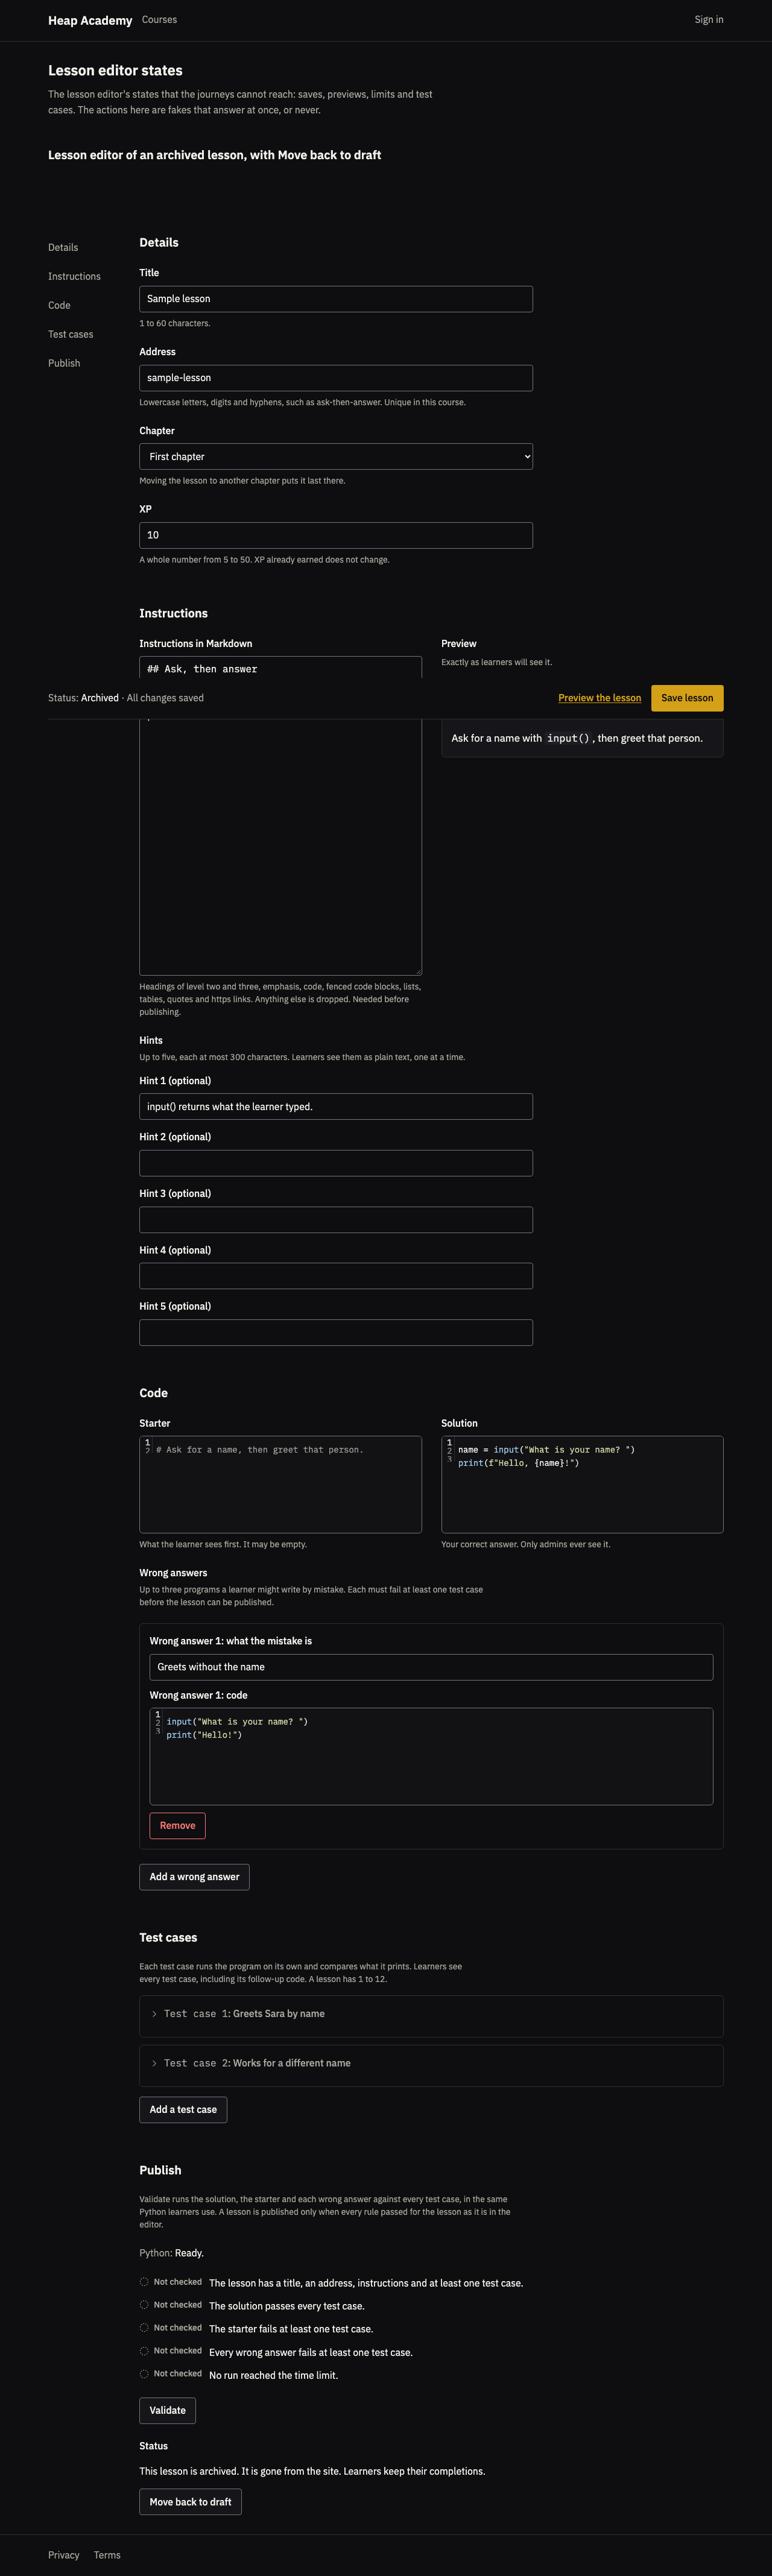 Heap Academy
Courses
Sign in
Lesson editor states
The lesson editor's states that the journeys cannot reach: saves, previews, limits and test
cases. The actions here are fakes that answer at once, or never.
Lesson editor of an archived lesson, with Move back to draft
Details
Instructions
Code
Test cases
Publish
Details
Title
Sample lesson
1 to 60 characters.
Address
sample-lesson
Lowercase letters, digits and hyphens, such as ask-then-answer. Unique in this course.
Chapter
First chapter
Moving the lesson to another chapter puts it last there.
XP
10
A whole number from 5 to 50. XP already earned does not change.
Instructions
Instructions in Markdown
## Ask, then answer
Preview
Exactly as learners will see it.
Status: Archived · All changes saved
Preview the lesson
Save lesson
Ask for a name with input(), then greet that person.
Headings of level two and three, emphasis, code, fenced code blocks, lists,
tables, quotes and https links. Anything else is dropped. Needed before
publishing.
Hints
Up to five, each at most 300 characters. Learners see them as plain text, one at a time.
Hint 1 (optional)
input() returns what the learner typed.
Hint 2 (optional)
Hint 3 (optional)
Hint 4 (optional)
Hint 5 (optional)
Code
Starter
1
2
# Ask for a name, then greet that person.
What the learner sees first. It may be empty.
Solution
1
2
3
name = input("What is your name? ")
print(f"Hello, {name}!")
Your correct answer. Only admins ever see it.
Wrong answers
Up to three programs a learner might write by mistake. Each must fail at least one test case
before the lesson can be published.
Wrong answer 1: what the mistake is
Greets without the name
Wrong answer 1: code
1
2
3
input("What is your name? ")
print("Hello!")
Remove
Add a wrong answer
Test cases
Each test case runs the program on its own and compares what it prints. Learners see
every test case, including its follow-up code. A lesson has 1 to 12.
Test case 1: Greets Sara by name
Test case 2: Works for a different name
Add a test case
Publish
Validate runs the solution, the starter and each wrong answer against every test case, in the same
Python learners use. A lesson is published only when every rule passed for the lesson as it is in the
editor.
Python: Ready.
Not checked The lesson has a title, an address, instructions and at least one test case.
Not checked The solution passes every test case.
Not checked The starter fails at least one test case.
Not checked Every wrong answer fails at least one test case.
Not checked No run reached the time limit.
Validate
Status
This lesson is archived. It is gone from the site. Learners keep their completions.
Move back to draft
Privacy
Terms